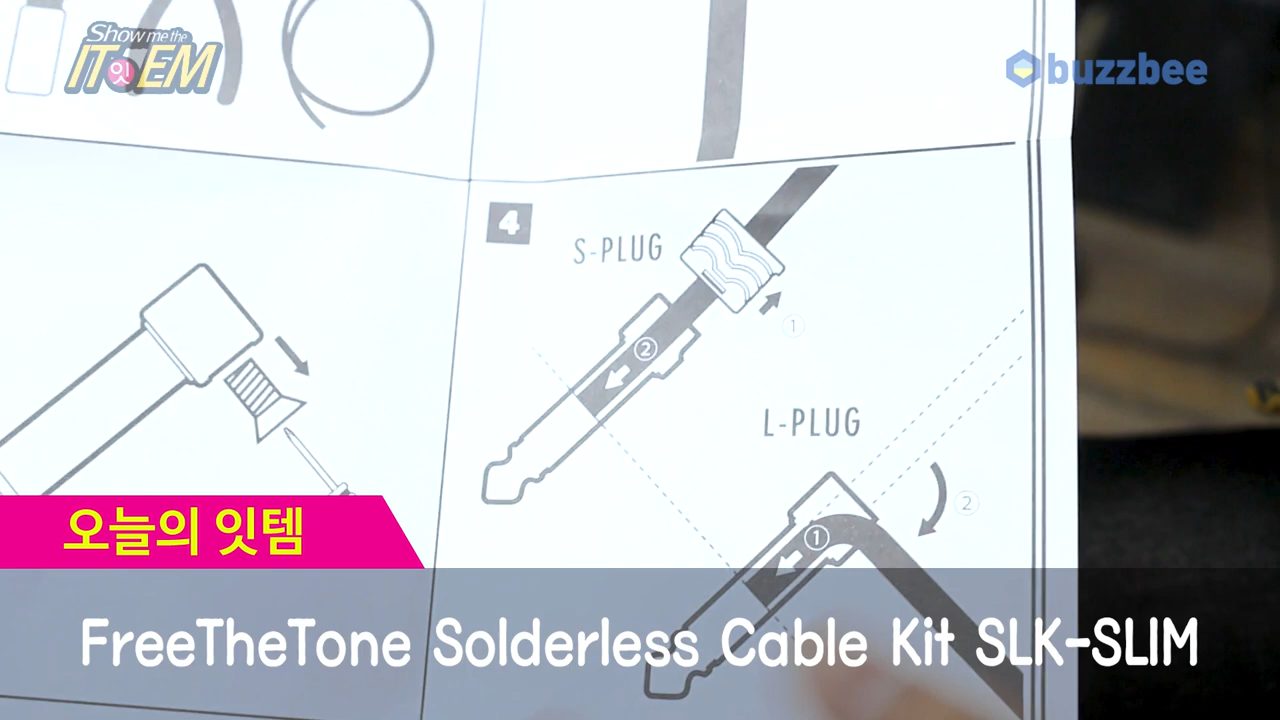 Show me the
IT잇EM
buzzbee
4
S-PLUG
①
②
L-PLUG
②
①
오늘의 잇템
FreeTheTone Solderless Cable Kit SLK-SLIM